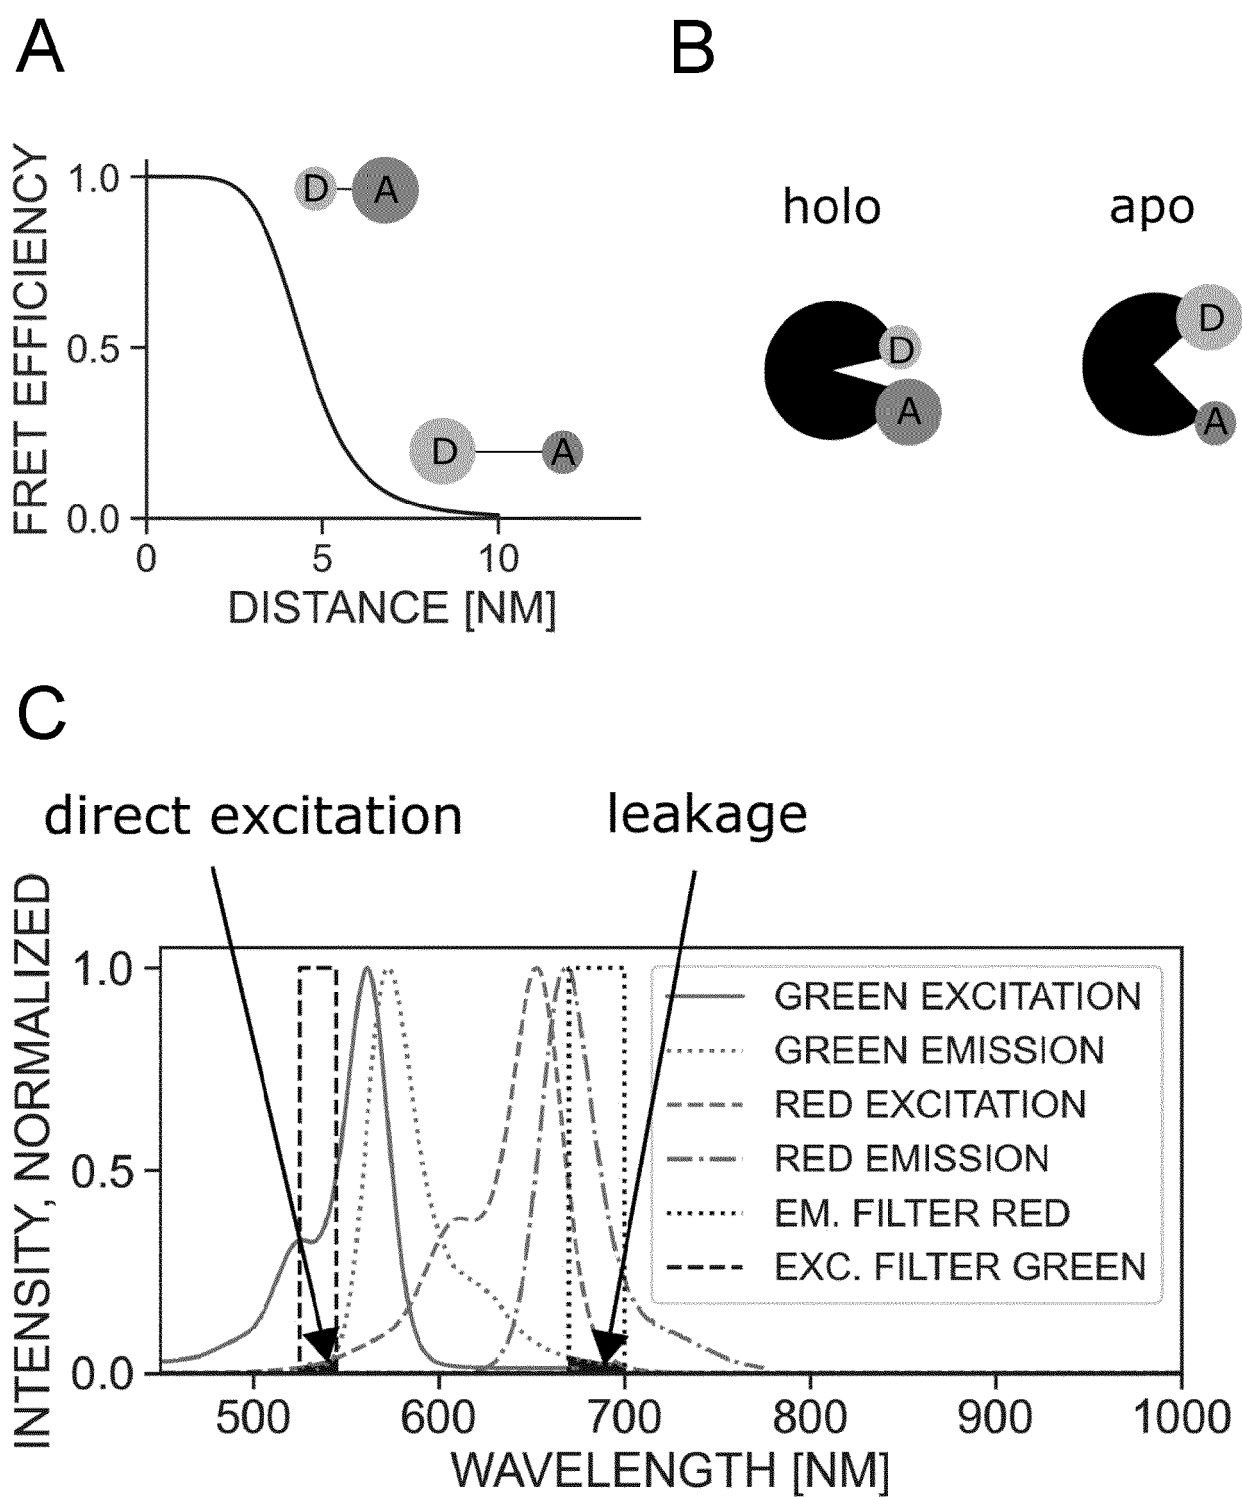 A
B
FRET EFFICIENCY
1.0
0.5
0.0
D
A
D
A
0
5
10
DISTANCE [NM]
holo
apo
D
A
D
A
C
direct excitation
leakage
INTENSITY, NORMALIZED
1.0
0.5
0.0
GREEN EXCITATION
GREEN EMISSION
RED EXCITATION
RED EMISSION
EM. FILTER RED
EXC. FILTER GREEN
500
600
700
800
900
1000
WAVELENGTH [NM]